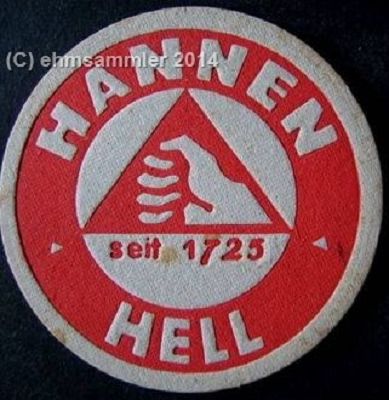 (C) ehmsammler 2014
HANNEN
seit 1725
HELL